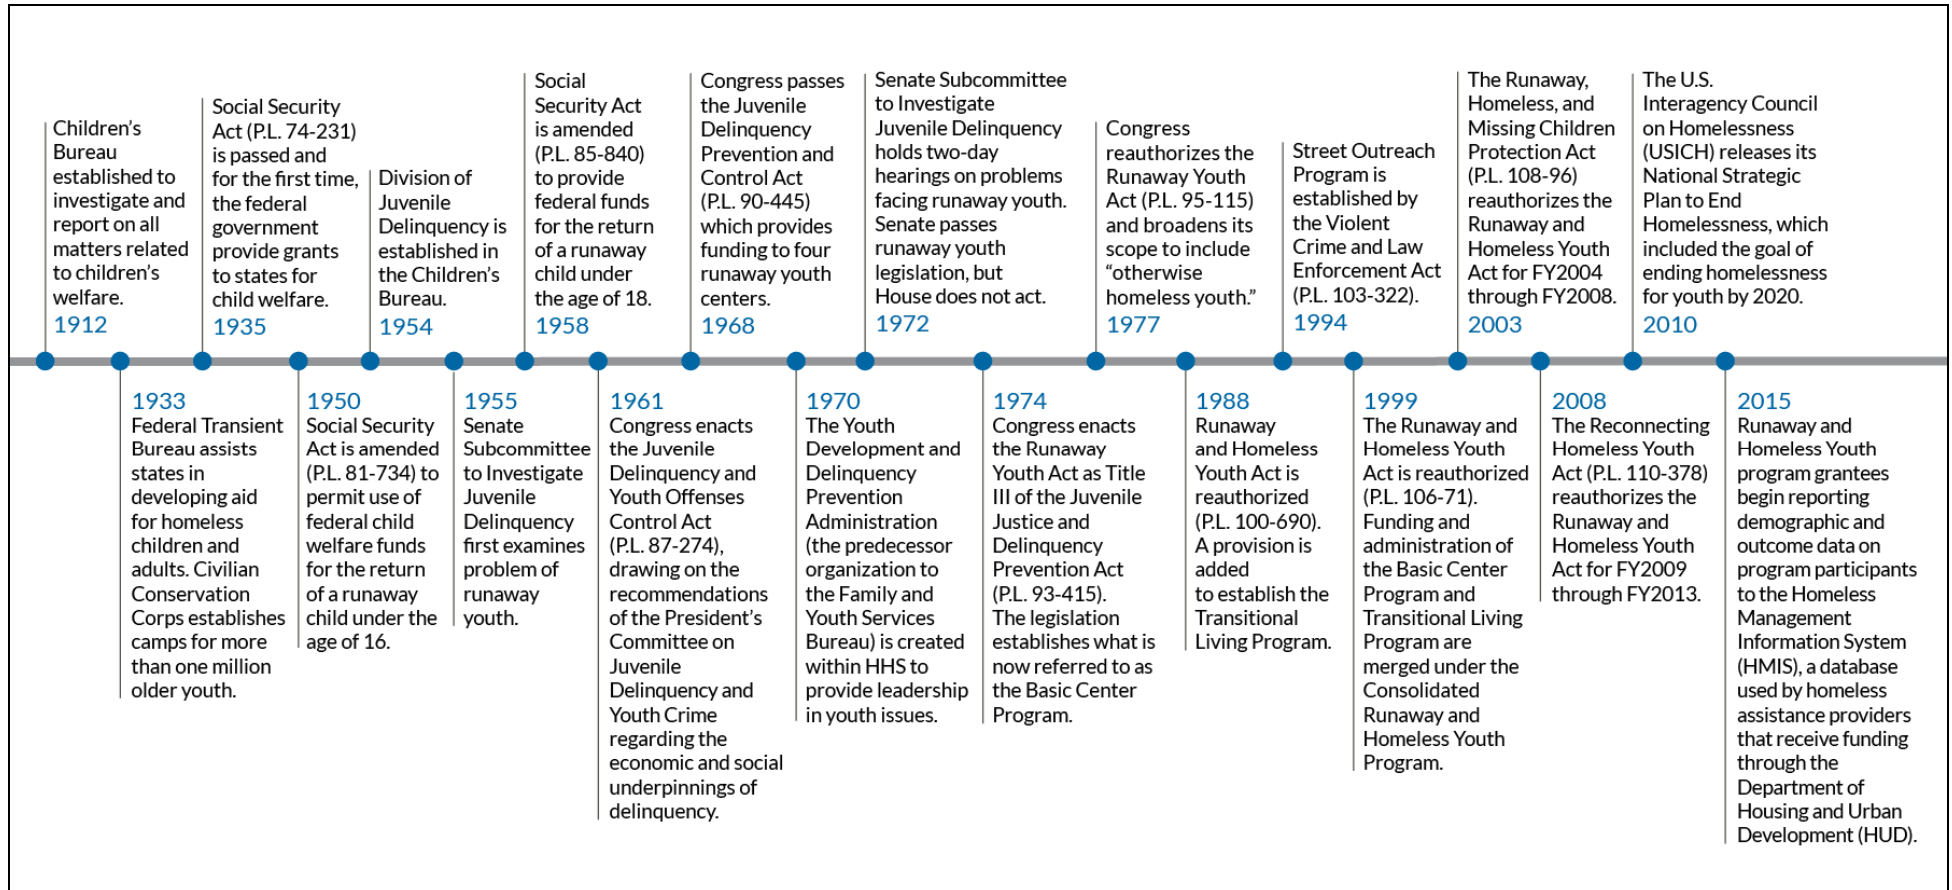 Children's
Bureau
established to
investigate and
report on all
matters related
to children's
welfare.
1912
Social Security
Act (P.L. 74-231)
is passed and
for the first time,
the federal
government
provide grants
to states for
child welfare.
1935
Division of
Juvenile
Delinquency is
established in
the Children's
Bureau.
1954
Social
Security Act
is amended
(P.L. 85-840)
to provide
federal funds
for the return
of a runaway
child under
the age of 18.
1958
Congress passes
the Juvenile
Delinquency
Prevention and
Control Act
(P.L. 90-445)
which provides
funding to four
runaway youth
centers.
1968
Senate Subcommittee
to Investigate
Juvenile Delinquency
holds two-day
hearings on problems
facing runaway youth.
Senate passes
runaway youth
legislation, but
House does not act.
1972
Congress
reauthorizes the
Runaway Youth
Act (P.L. 95-115)
and broadens its
scope to include
“otherwise
homeless youth.”
1977
Street Outreach
Program is
established by
the Violent
Crime and Law
Enforcement Act
(P.L. 103-322).
1994
The Runaway,
Homeless, and
Missing Children
Protection Act
(P.L. 108-96)
reauthorizes the
Runaway and
Homeless Youth
Act for FY2004
through FY2008.
2003
The U.S.
Interagency Council
on Homelessness
(USICH) releases its
National Strategic
Plan to End
Homelessness, which
included the goal of
ending homelessness
for youth by 2020.
2010
1933
Federal Transient
Bureau assists
states in
developing aid
for homeless
children and
adults. Civilian
Conservation
Corps establishes
camps for more
than one million
older youth.
1950
Social Security
Act is amended
(P.L. 81-734) to
permit use of
federal child
welfare funds
for the return
of a runaway
child under the
age of 16.
1955
Senate
Subcommittee
to Investigate
Juvenile
Delinquency
first examines
problem of
runaway
youth.
1961
Congress enacts
the Juvenile
Delinquency and
Youth Offenses
Control Act
(P.L. 87-274),
drawing on the
recommendations
of the President's
Committee on
Juvenile
Delinquency and
Youth Crime
regarding the
economic and social
underpinnings of
delinquency.
1970
The Youth
Development and
Delinquency
Prevention
Administration
(the predecessor
organization to
the Family and
Youth Services
Bureau) is created
within HHS to
provide leadership
in youth issues.
1974
Congress enacts
the Runaway
Youth Act as Title
III of the Juvenile
Justice and
Delinquency
Prevention Act
(P.L. 93-415).
The legislation
establishes what is
now referred to as
the Basic Center
Program.
1988
Runaway
and Homeless
Youth Act is
reauthorized
(P.L. 100-690).
A provision is
added
to establish the
Transitional
Living Program.
1999
The Runaway and
Homeless Youth
Act is reauthorized
(P.L. 106-71).
Funding and
administration of
the Basic Center
Program and
Transitional Living
Program are
merged under the
Consolidated
Runaway and
Homeless Youth
Program.
2008
The Reconnecting
Homeless Youth
Act (P.L. 110-378)
reauthorizes the
Runaway and
Homeless Youth
Act for FY2009
through FY2013.
2015
Runaway and
Homeless Youth
program grantees
begin reporting
demographic and
outcome data on
program participants
to the Homeless
Management
Information System
(HMIS), a database
used by homeless
assistance providers
that receive funding
through the
Department of
Housing and Urban
Development (HUD).